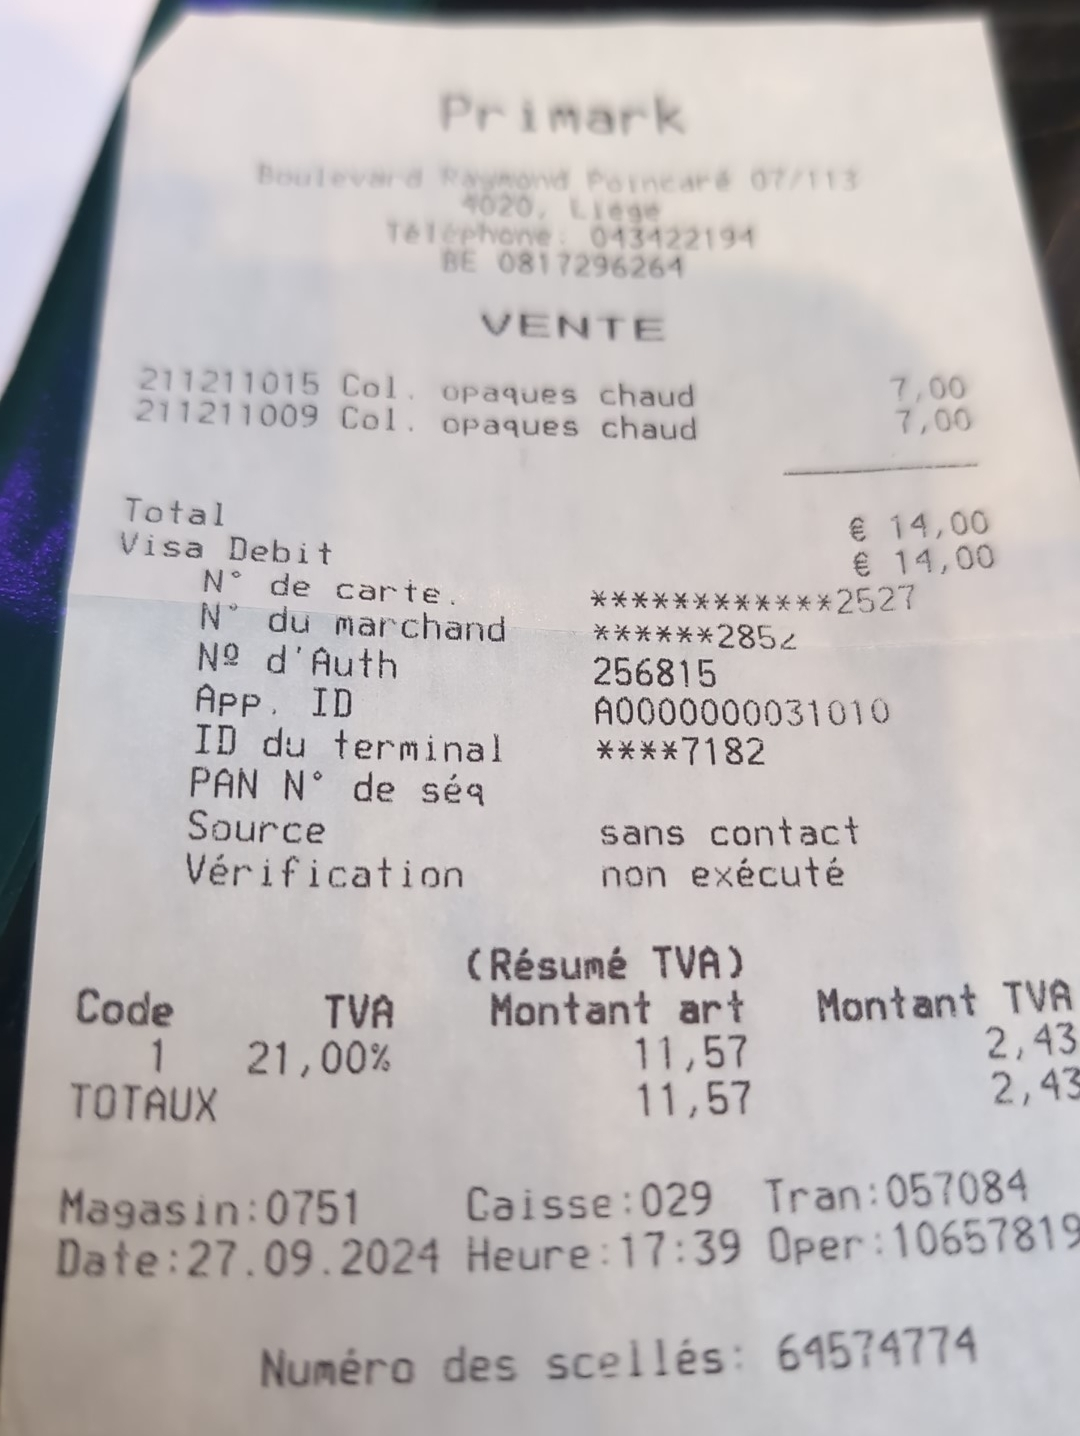 Primark
Boulevard Raymond Poincaré 07/113
4020, Liège
Téléphone: 043422194
BE 0817296264
VENTE
211211015 Col. opaques chaud 7,00
211211009 Col. opaques chaud 7,00
Total € 14,00
Visa Debit € 14,00
N° de carte. ************2527
N° du marchand ******2852
Nº d'Auth 256815
App. ID A0000000031010
ID du terminal ****7182
PAN N° de séq
Source sans contact
Vérification non exécuté
(Résumé TVA)
Code TVA Montant art Montant TVA
1 21,00% 11,57 2,43
TOTAUX 11,57 2,43
Magasin:0751 Caisse:029 Tran:057084
Date:27.09.2024 Heure:17:39 Oper:10657819
Numéro des scellés: 64574774